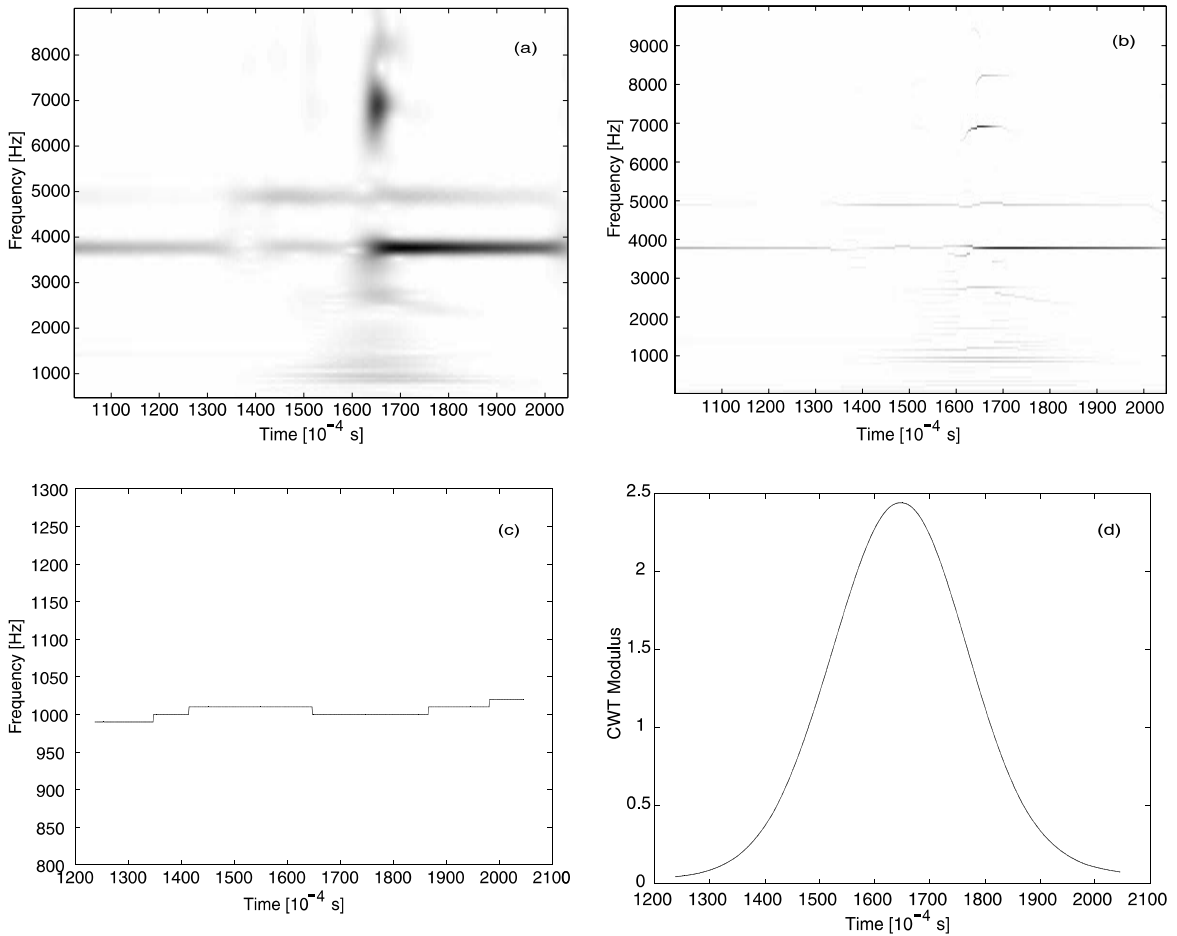 (a)
8000
7000
6000
5000
4000
3000
2000
1000
Frequency [Hz]
1100 1200 1300 1400 1500 1600 1700 1800 1900 2000
Time [10⁻⁴ s]
(b)
9000
8000
7000
6000
5000
4000
3000
2000
1000
Frequency [Hz]
1100 1200 1300 1400 1500 1600 1700 1800 1900 2000
Time [10⁻⁴ s]
(c)
1300
1250
1200
1150
1100
1050
1000
950
900
850
800
Frequency [Hz]
1200 1300 1400 1500 1600 1700 1800 1900 2000 2100
Time [10⁻⁴ s]
(d)
2.5
2
1.5
1
0.5
0
CWT Modulus
1200 1300 1400 1500 1600 1700 1800 1900 2000 2100
Time [10⁻⁴ s]